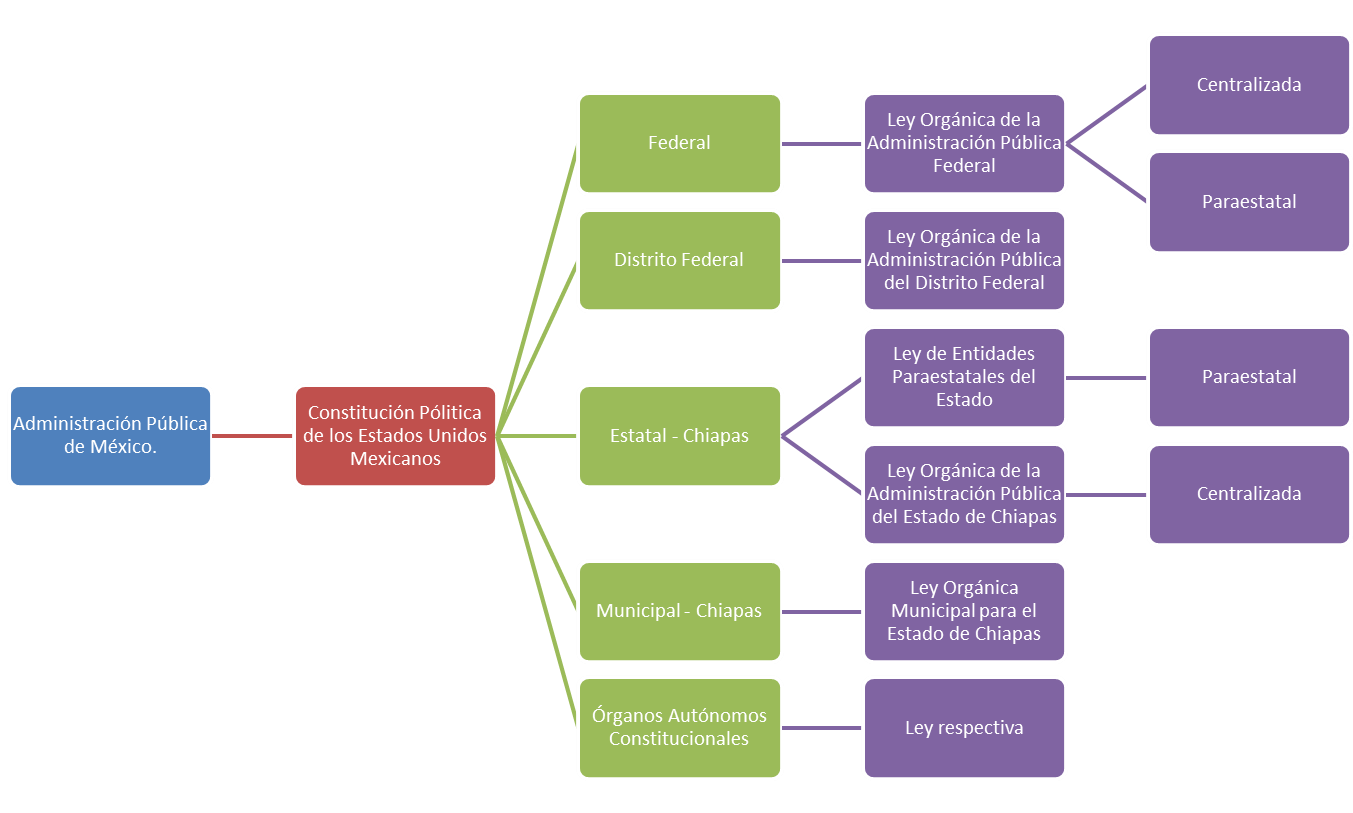 Administración Pública
de México.
Constitución Pólitica
de los Estados Unidos
Mexicanos
Federal
Ley Orgánica de la
Administración Pública
Federal
Centralizada
Paraestatal
Distrito Federal
Ley Orgánica de la
Administración Pública
del Distrito Federal
Estatal - Chiapas
Ley de Entidades
Paraestatales del
Estado
Paraestatal
Ley Orgánica de la
Administración Pública
del Estado de Chiapas
Centralizada
Municipal - Chiapas
Ley Orgánica
Municipal para el
Estado de Chiapas
Órganos Autónomos
Constitucionales
Ley respectiva